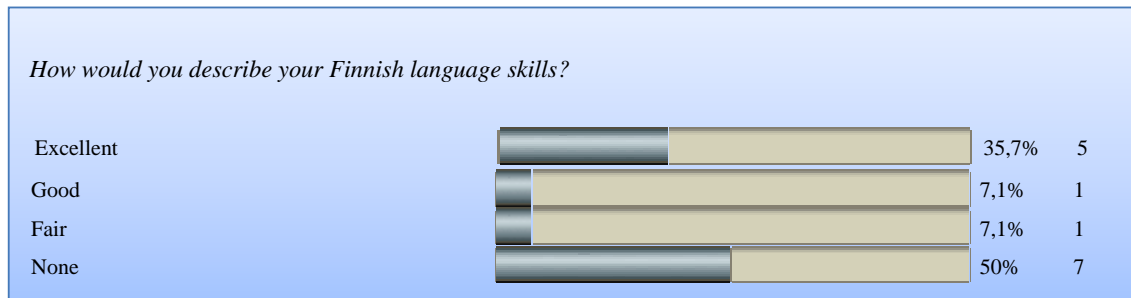 How would you describe your Finnish language skills?
Excellent 35,7% 5
Good 7,1% 1
Fair 7,1% 1
None 50% 7